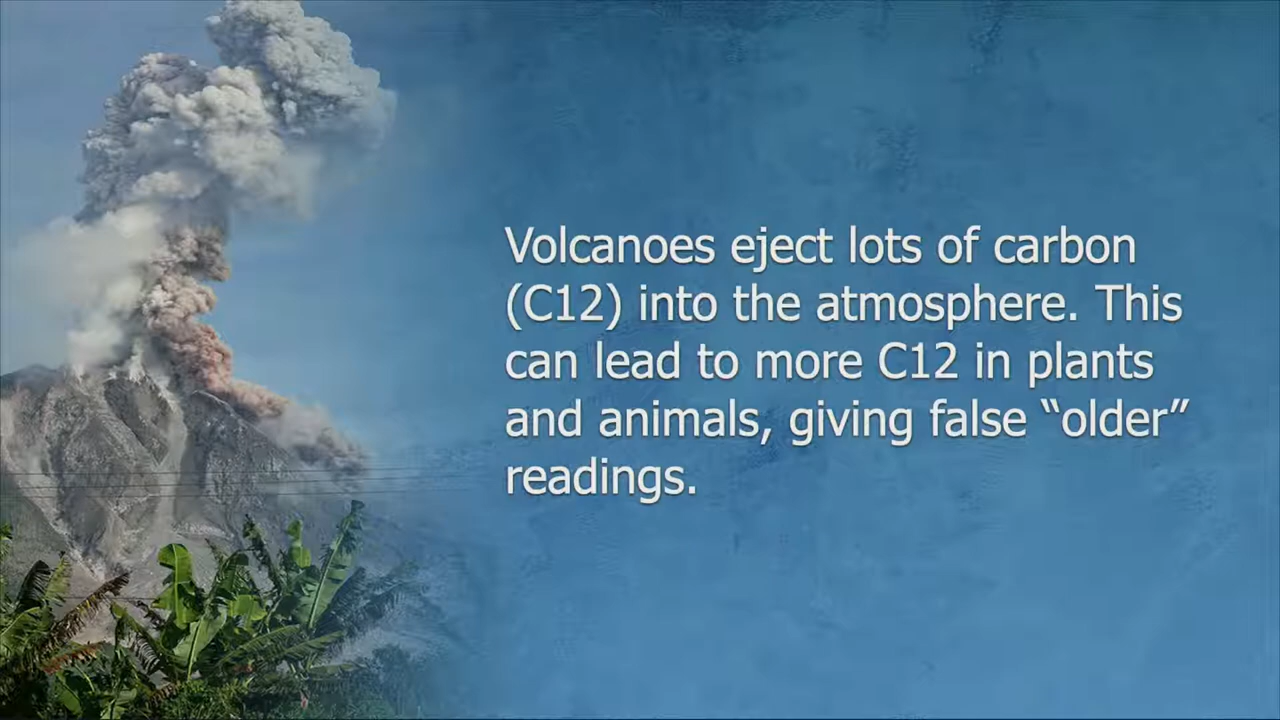 Volcanoes eject lots of carbon
(C12) into the atmosphere. This
can lead to more C12 in plants
and animals, giving false “older”
readings.